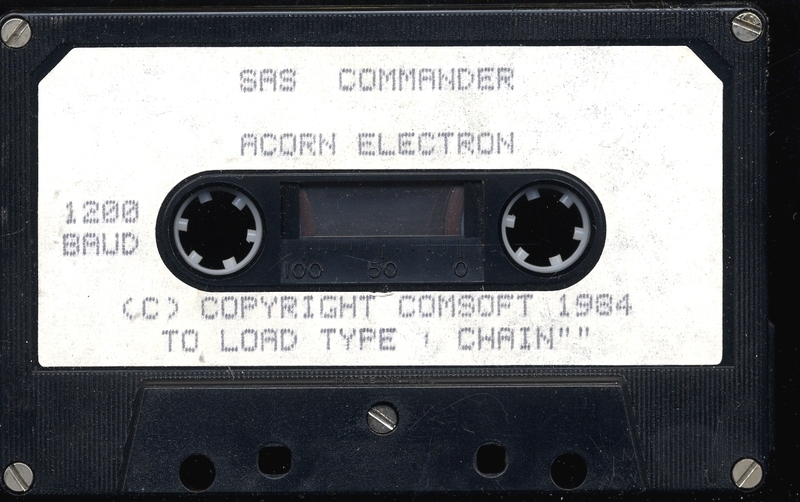 SAS COMMANDER
ACORN ELECTRON
1200
BAUD
100 50 0
(C) COPYRIGHT COMSOFT 1984
TO LOAD TYPE : CHAIN""